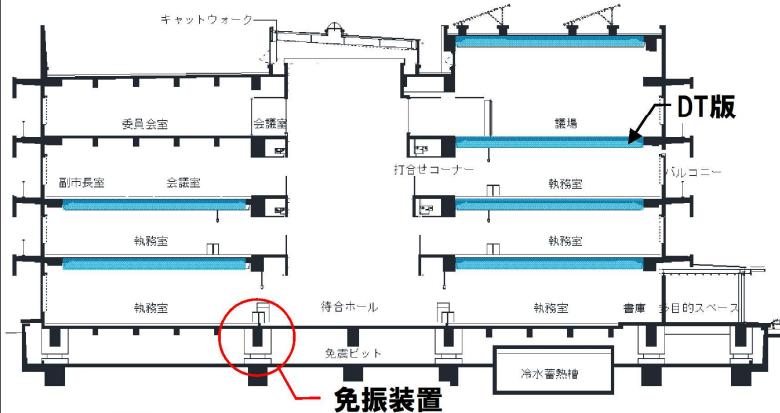 キャットウォーク
DT版
委員会室
会議室
議場
打合せコーナー
副市長室
会議室
執務室
バルコニー
執務室
執務室
執務室
待合ホール
執務室
書庫
多目的スペース
免震ピット
冷水蓄熱槽
免振装置